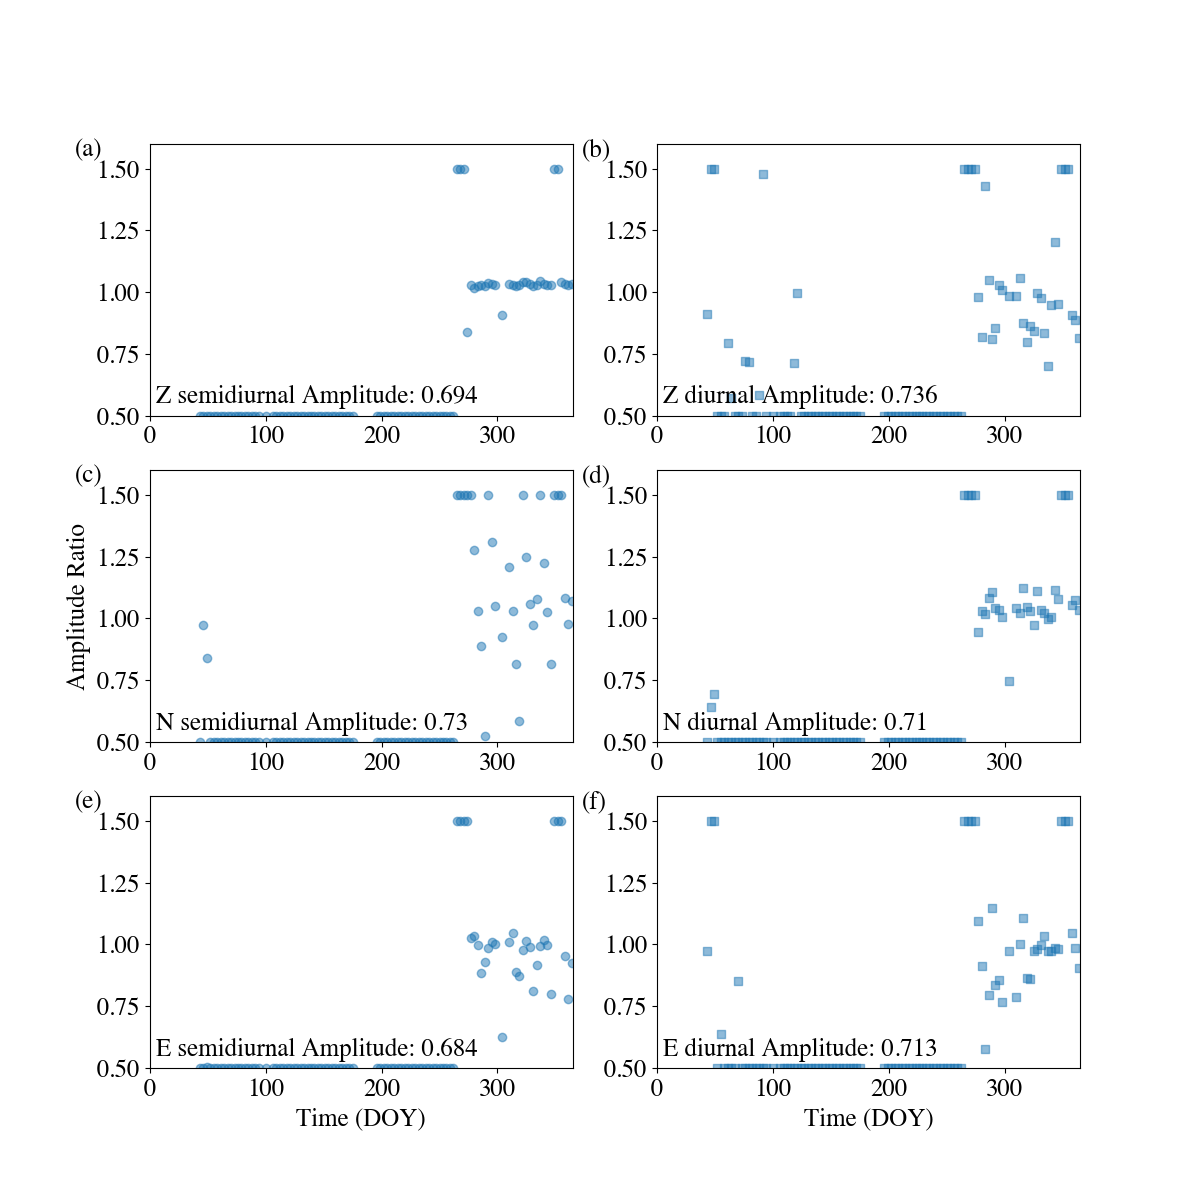 (a)
1.50
1.25
1.00
0.75
0.50
Z semidiurnal Amplitude: 0.694
0 100 200 300
(b)
1.50
1.25
1.00
0.75
0.50
Z diurnal Amplitude: 0.736
0 100 200 300
Amplitude Ratio
(c)
1.50
1.25
1.00
0.75
0.50
N semidiurnal Amplitude: 0.73
0 100 200 300
(d)
1.50
1.25
1.00
0.75
0.50
N diurnal Amplitude: 0.71
0 100 200 300
(e)
1.50
1.25
1.00
0.75
0.50
E semidiurnal Amplitude: 0.684
0 100 200 300
Time (DOY)
(f)
1.50
1.25
1.00
0.75
0.50
E diurnal Amplitude: 0.713
0 100 200 300
Time (DOY)